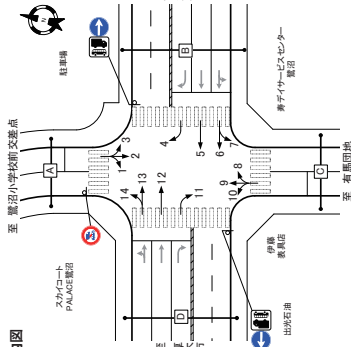 至 鷺沼小学校前 交差点
N
駐車場
A
B
寿デイサービスセンター
鷺沼
スカイコート
PALACE鷺沼
1
2
3
4
5
6
7
8
9
10
11
12
13
14
C
D
至 有馬団地
伊藤
表具店
出光石油
図